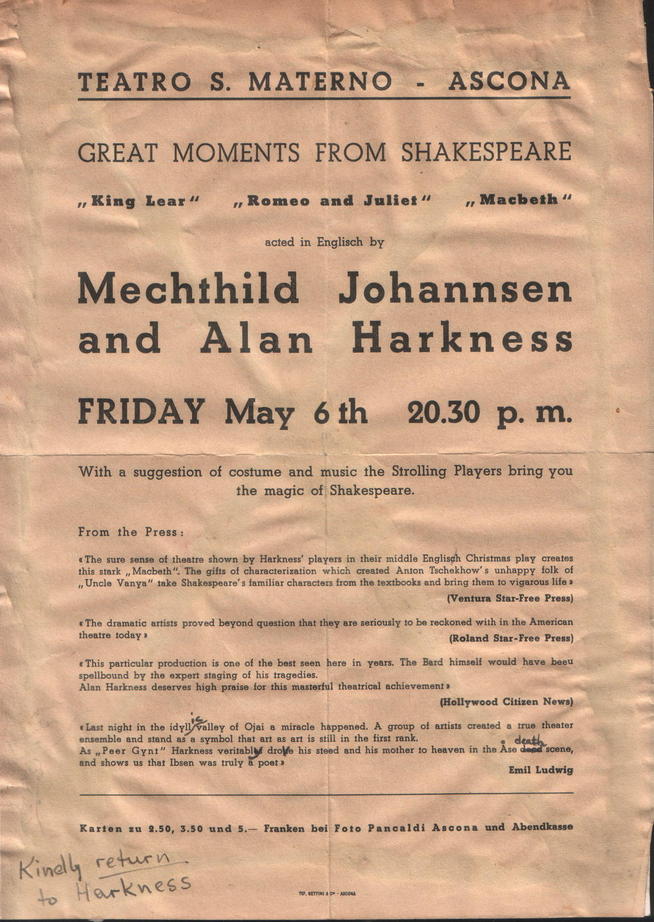 TEATRO S. MATERNO - ASCONA
GREAT MOMENTS FROM SHAKESPEARE
„King Lear“ „Romeo and Juliet“ „Macbeth“
acted in Englisch by
Mechthild Johannsen
and Alan Harkness
FRIDAY May 6 th 20.30 p. m.
With a suggestion of costume and music the Strolling Players bring you
the magic of Shakespeare.
From the Press :
«The sure sense of theatre shown by Harkness' players in their middle English Christmas play creates
this stark „Macbeth“. The gifts of characterization which created Anton Tschekhow's unhappy folk of
„Uncle Vanya“ take Shakespeare's familiar characters from the textbooks and bring them to vigorous life»
(Ventura Star-Free Press)
«The dramatic artists proved beyond question that they are seriously to be reckoned with in the American
theatre today»
(Roland Star-Free Press)
«This particular production is one of the best seen here in years. The Bard himself would have been
spellbound by the expert staging of his tragedies.
Alan Harkness deserves high praise for this masterful theatrical achievement»
(Hollywood Citizen News)
«Last night in the idyllic valley of Ojai a miracle happened. A group of artists created a true theater
ensemble and stand as a symbol that art as art is still in the first rank.
death
As „Peer Gynt“ Harkness veritably drove his steed and his mother to heaven in the Ase dead scene,
and shows us that Ibsen was truly a poet»
Emil Ludwig
Karten zu 2.50, 3.50 und 5.— Franken bei Foto Pancaldi Ascona und Abendkasse
Kindly return
to Harkness
TIP. BETTINI & Cº - ASCONA